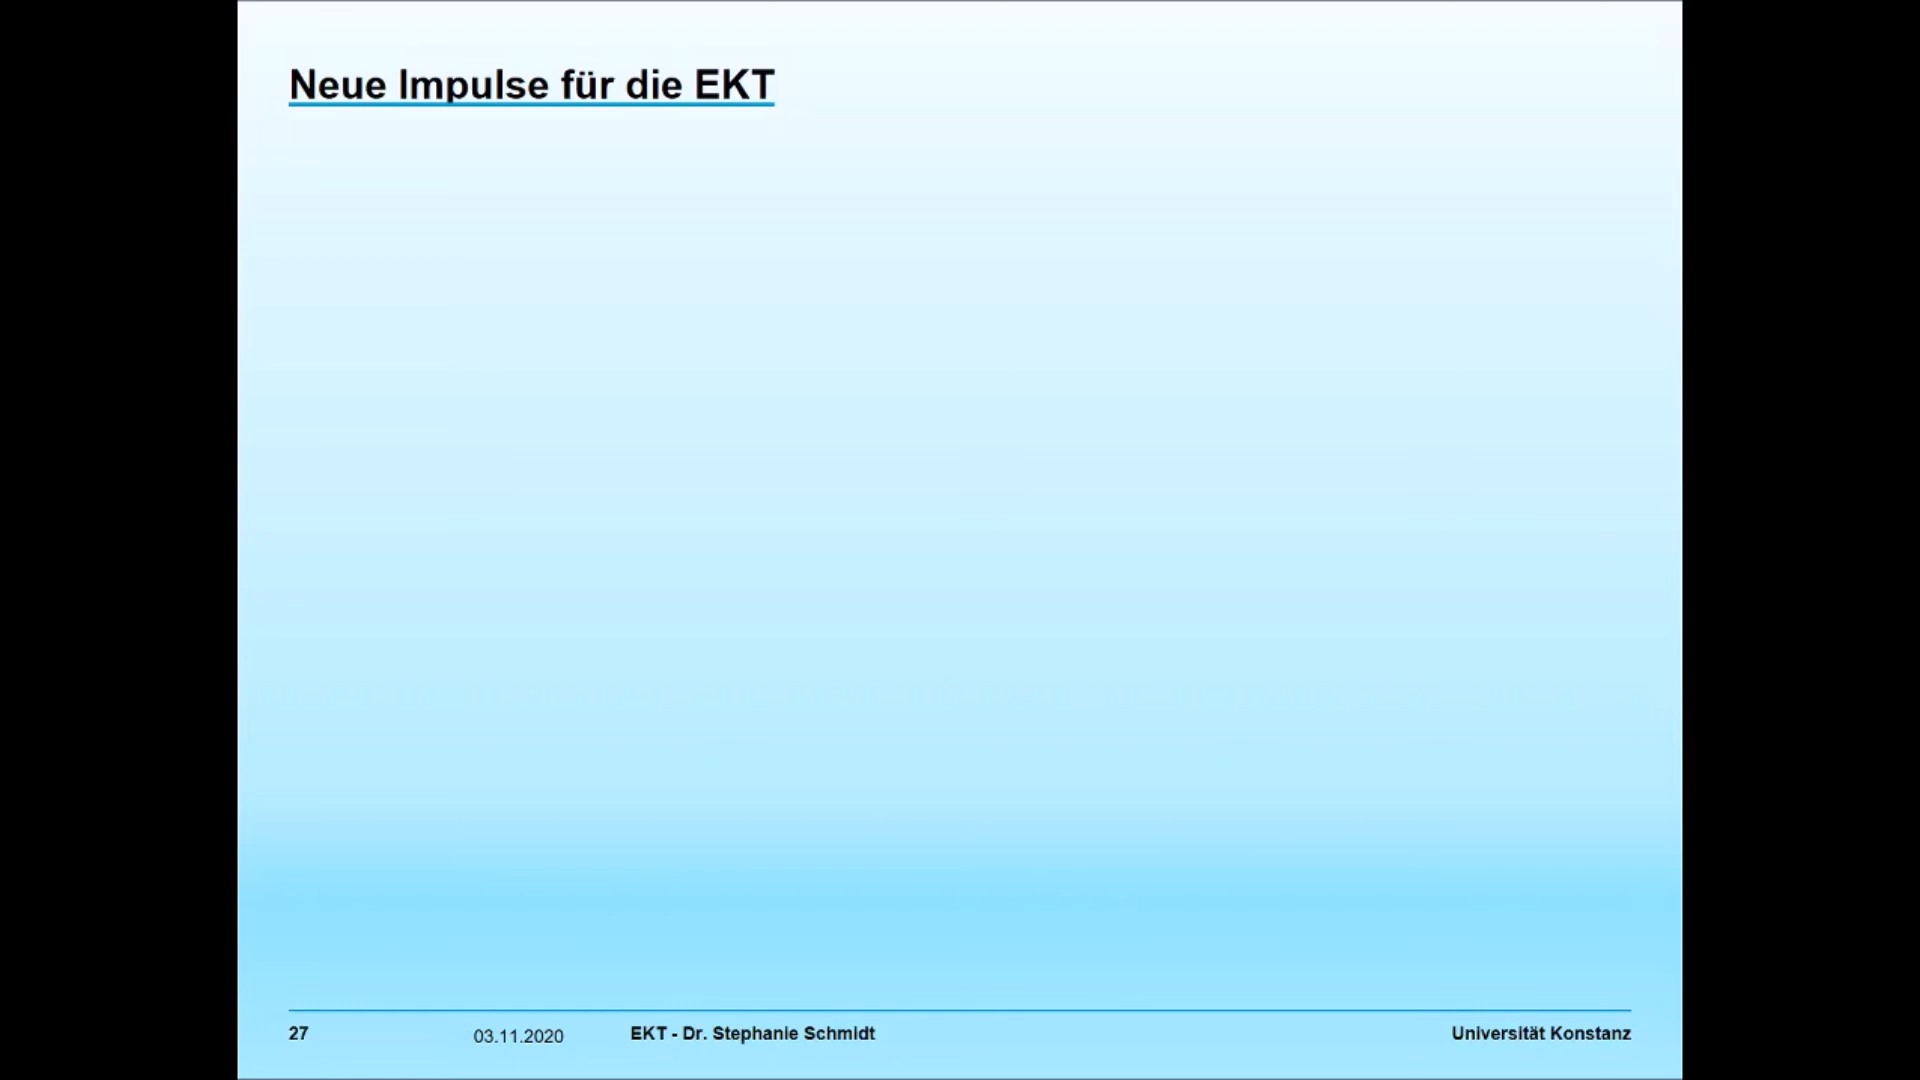 Neue Impulse für die EKT
27 03.11.2020 EKT - Dr. Stephanie Schmidt Universität Konstanz